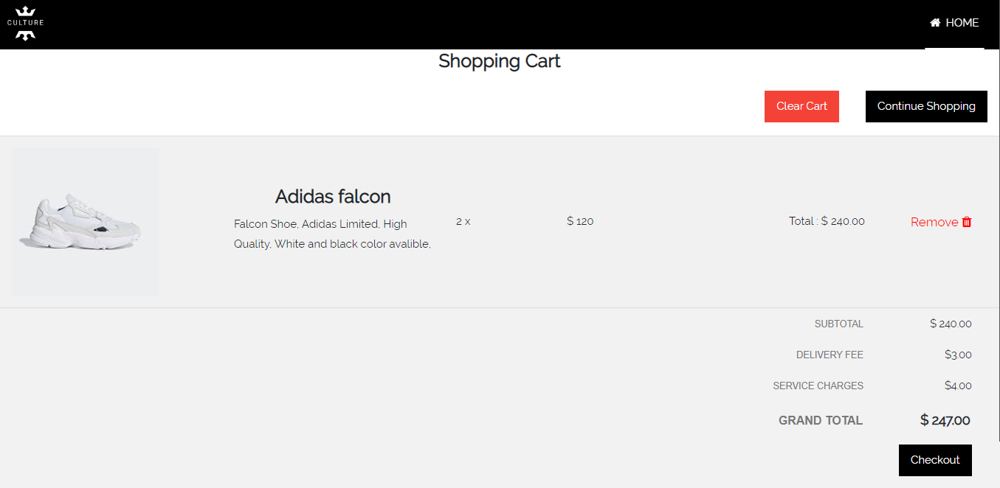 CULTURE
HOME
Shopping Cart
Clear Cart
Continue Shopping
Adidas falcon
Falcon Shoe, Adidas Limited, High
Quality, White and black color avalible,
2 x
$ 120
Total : $ 240.00
Remove
SUBTOTAL $ 240.00
DELIVERY FEE $3.00
SERVICE CHARGES $4.00
GRAND TOTAL $ 247.00
Checkout